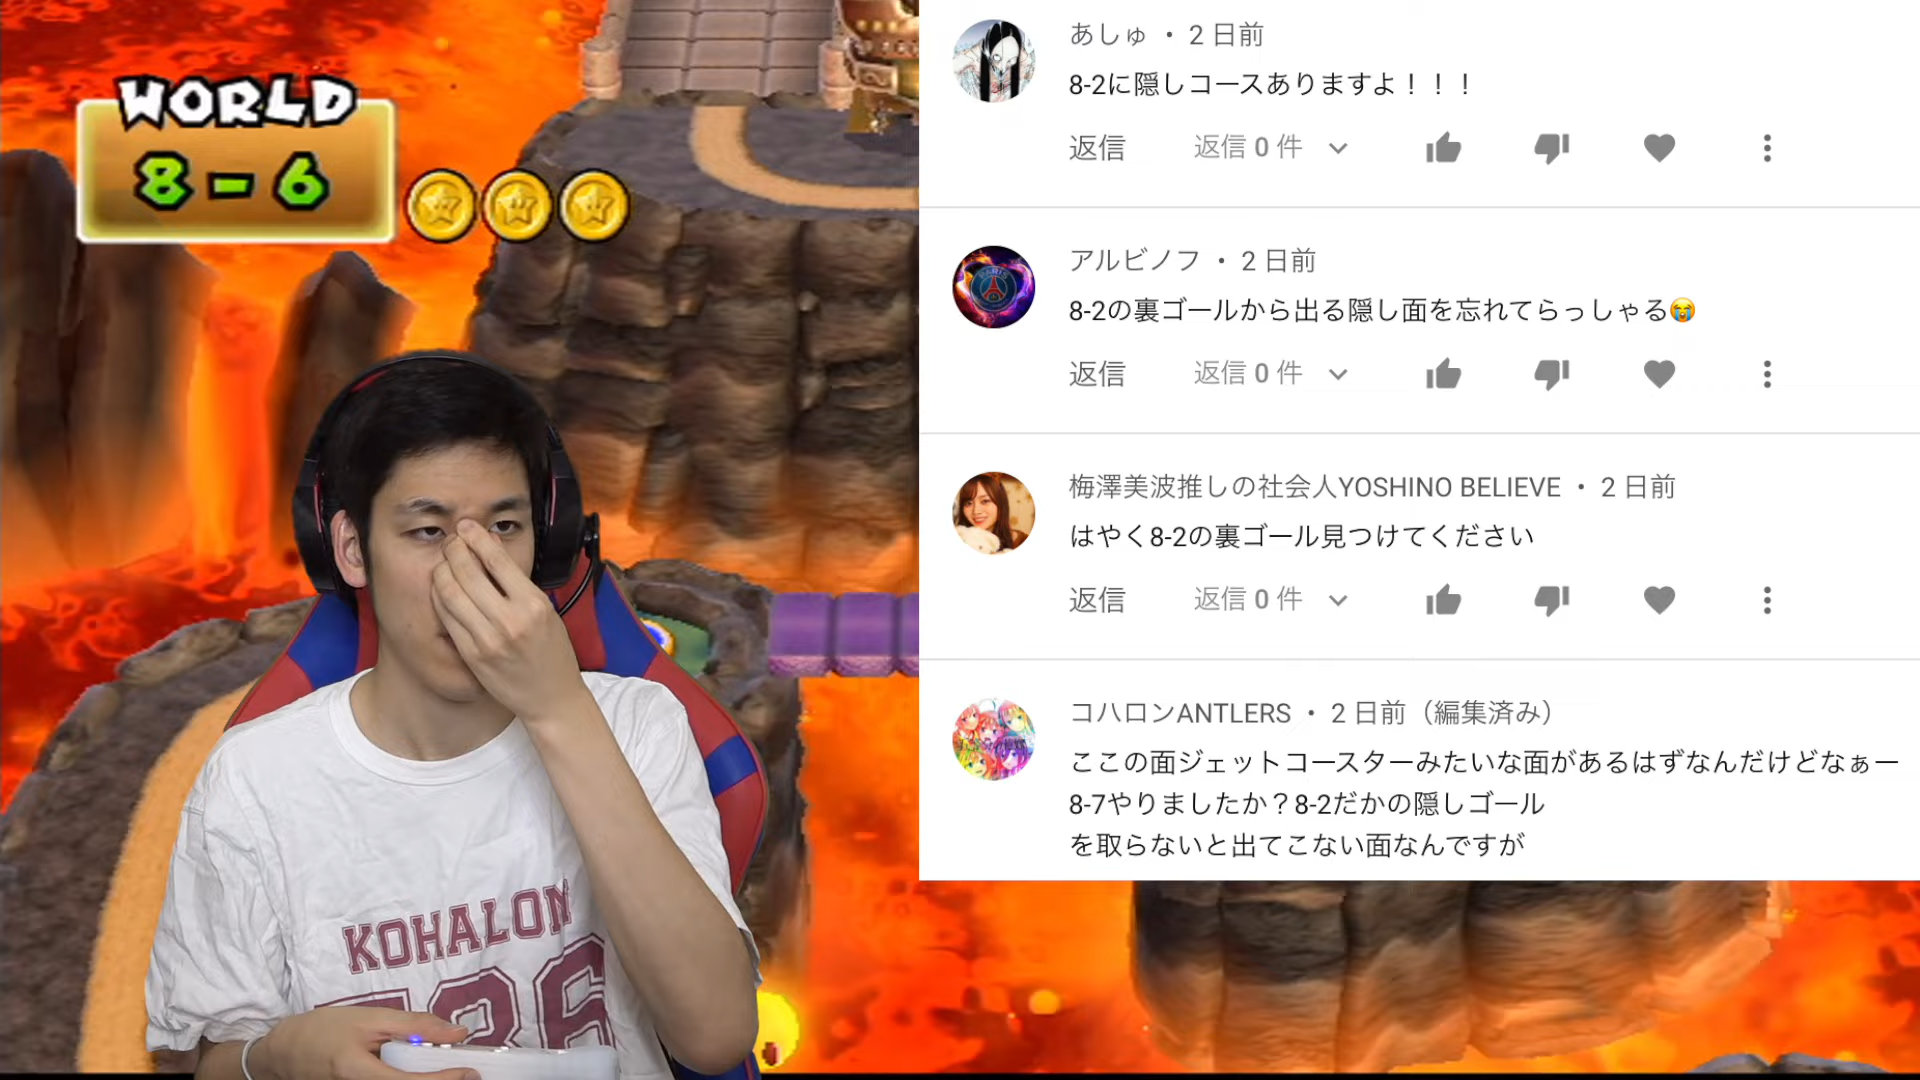 WORLD
8-6
あしゅ • 2 日前
8-2に隠しコースありますよ！！！
返信 返信 0 件
アルビノフ • 2 日前
8-2の裏ゴールから出る隠し面を忘れてらっしゃる😭
返信 返信 0 件
梅澤美波推しの社会人YOSHINO BELIEVE • 2 日前
はやく8-2の裏ゴール見つけてください
返信 返信 0 件
コハロンANTLERS • 2 日前（編集済み）
ここの面ジェットコースターみたいな面があるはずなんだけどなぁー
8-7やりましたか？8-2だかの隠しゴール
を取らないと出てこない面なんですが
PARIS
KOHALON